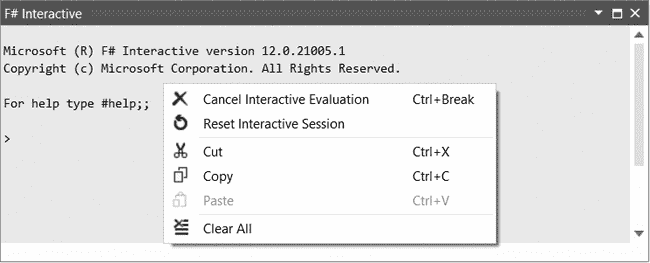 F# Interactive
Microsoft (R) F# Interactive version 12.0.21005.1
Copyright (c) Microsoft Corporation. All Rights Reserved.
For help type #help;;
>
Cancel Interactive Evaluation Ctrl+Break
Reset Interactive Session
Cut Ctrl+X
Copy Ctrl+C
Paste Ctrl+V
Clear All